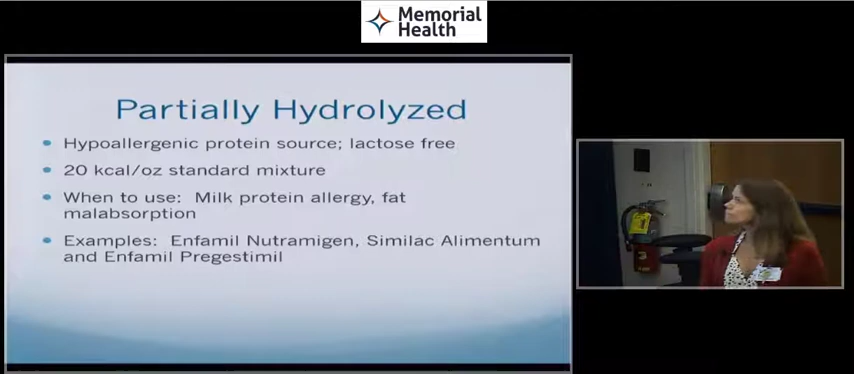 Memorial
Health
Partially Hydrolyzed
Hypoallergenic protein source; lactose free
20 kcal/oz standard mixture
When to use: Milk protein allergy, fat
malabsorption
Examples: Enfamil Nutramigen, Similac Alimentum
and Enfamil Pregestimil